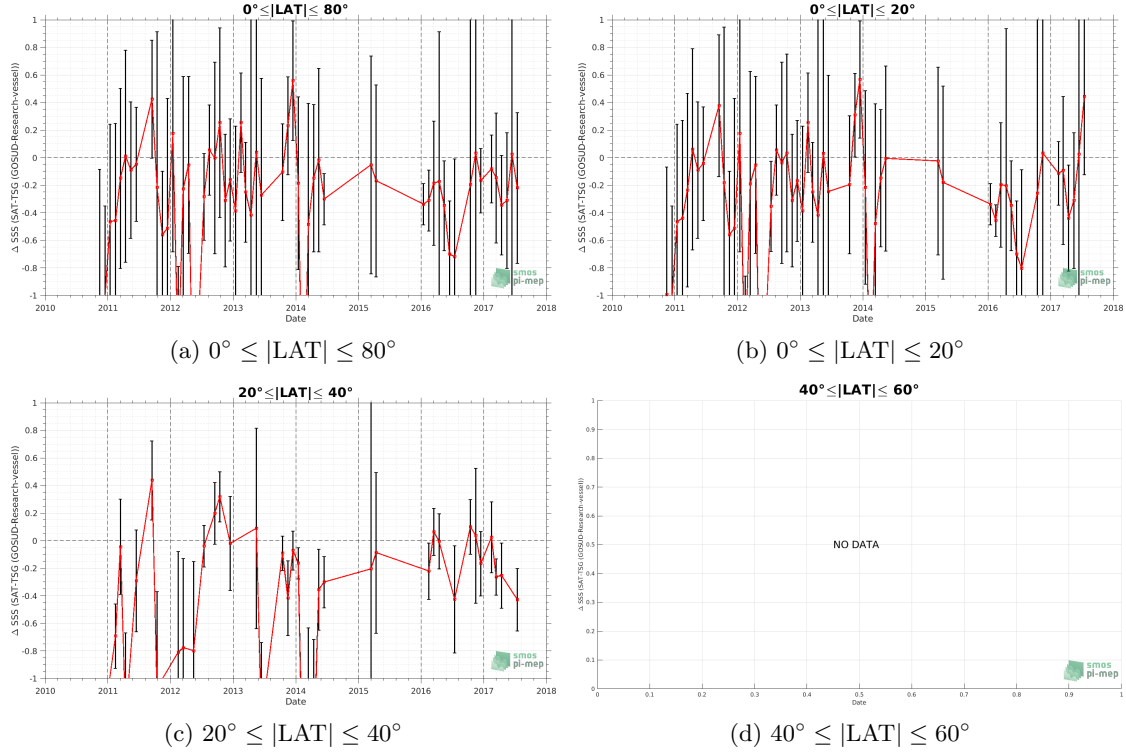 0°≤|LAT|≤ 80°
Δ SSS (SAT-TSG (GOSUD-Research-vessel))
1
0.8
0.6
0.4
0.2
0
-0.2
-0.4
-0.6
-0.8
-1
2010 2011 2012 2013 2014 2015 2016 2017 2018
Date
smos
pi-mep
(a) 0° ≤ |LAT| ≤ 80°
0°≤|LAT|≤ 20°
Δ SSS (SAT-TSG (GOSUD-Research-vessel))
1
0.8
0.6
0.4
0.2
0
-0.2
-0.4
-0.6
-0.8
-1
2010 2011 2012 2013 2014 2015 2016 2017 2018
Date
smos
pi-mep
(b) 0° ≤ |LAT| ≤ 20°
20°≤|LAT|≤ 40°
Δ SSS (SAT-TSG (GOSUD-Research-vessel))
1
0.8
0.6
0.4
0.2
0
-0.2
-0.4
-0.6
-0.8
-1
2010 2011 2012 2013 2014 2015 2016 2017 2018
Date
smos
pi-mep
(c) 20° ≤ |LAT| ≤ 40°
40°≤|LAT|≤ 60°
Δ SSS (SAT-TSG (GOSUD-Research-vessel))
1
0.9
0.8
0.7
0.6
0.5
0.4
0.3
0.2
0.1
0
NO DATA
0 0.1 0.2 0.3 0.4 0.5 0.6 0.7 0.8 0.9 1
Date
smos
pi-mep
(d) 40° ≤ |LAT| ≤ 60°